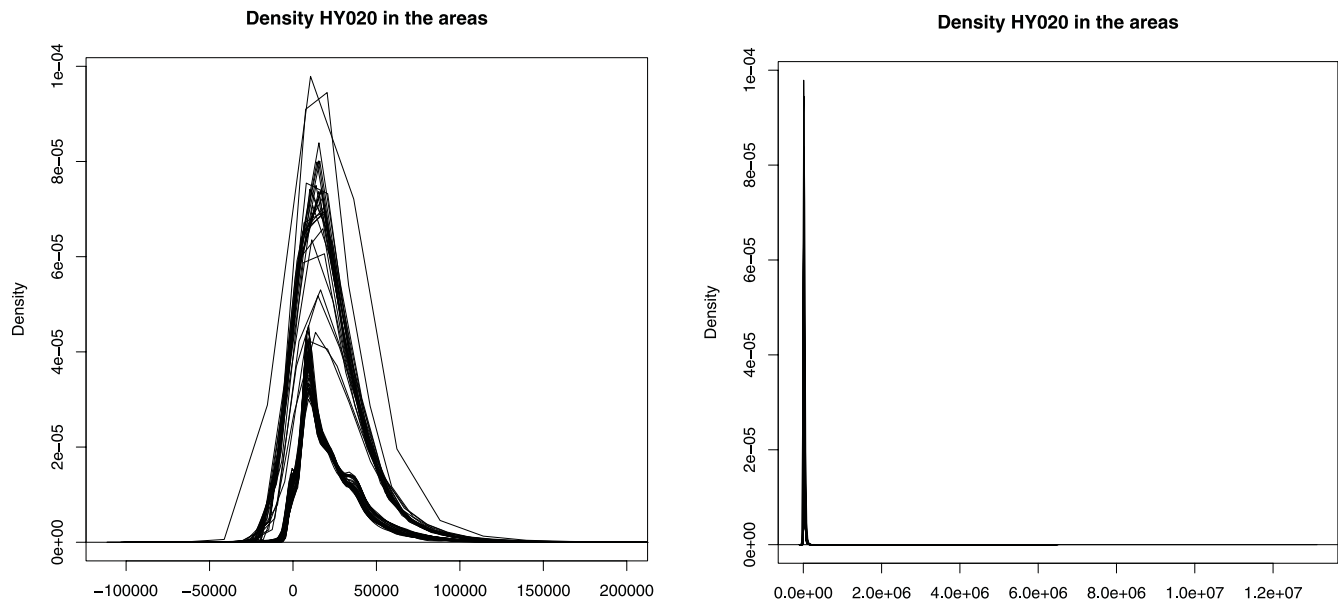 Density HY020 in the areas
Density
0e+00
2e−05
4e−05
6e−05
8e−05
1e−04
−100000
−50000
0
50000
100000
150000
200000
Density HY020 in the areas
Density
0e+00
2e−05
4e−05
6e−05
8e−05
1e−04
0.0e+00
2.0e+06
4.0e+06
6.0e+06
8.0e+06
1.0e+07
1.2e+07